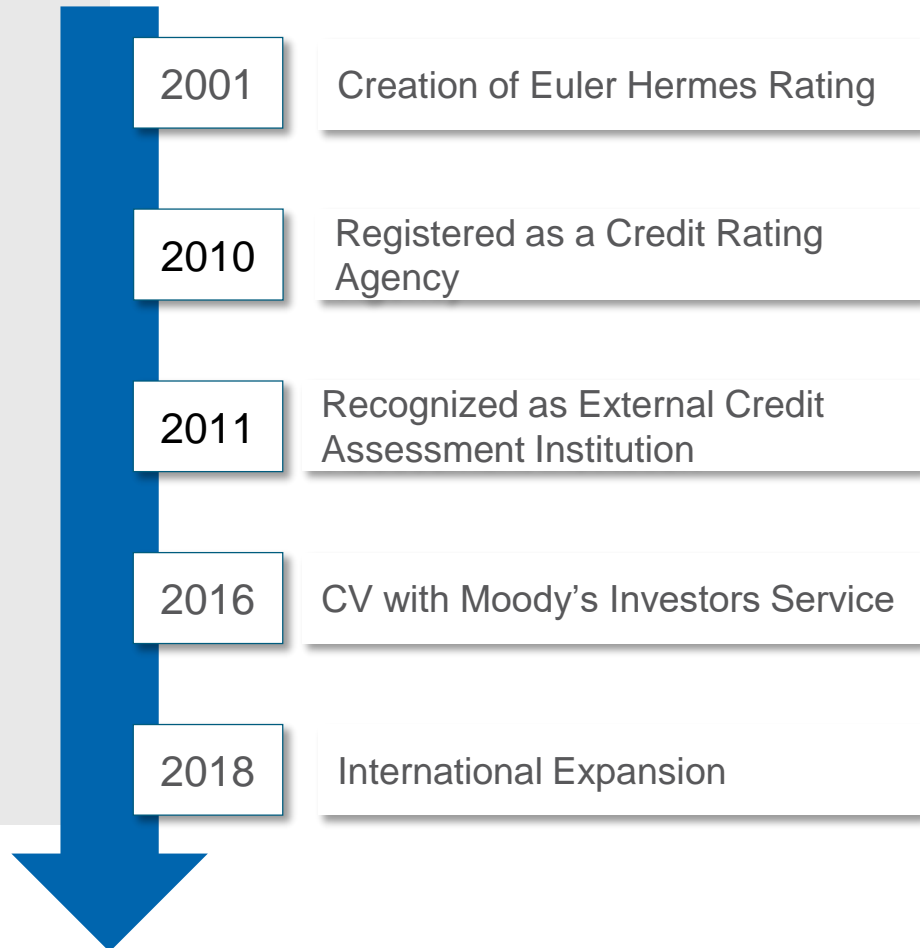 2001
Creation of Euler Hermes Rating
2010
Registered as a Credit Rating
Agency
2011
Recognized as External Credit
Assessment Institution
2016
CV with Moody’s Investors Service
2018
International Expansion